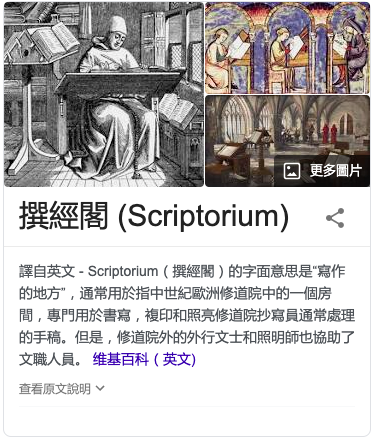 更多圖片
撰經閣 (Scriptorium)
譯自英文 - Scriptorium（撰經閣）的字面意思是“寫作
的地方”，通常用於指中世紀歐洲修道院中的一個房
間，專門用於書寫，複印和照亮修道院抄寫員通常處理
的手稿。但是，修道院外的外行文士和照明師也協助了
文職人員。 維基百科（英文）
查看原文說明